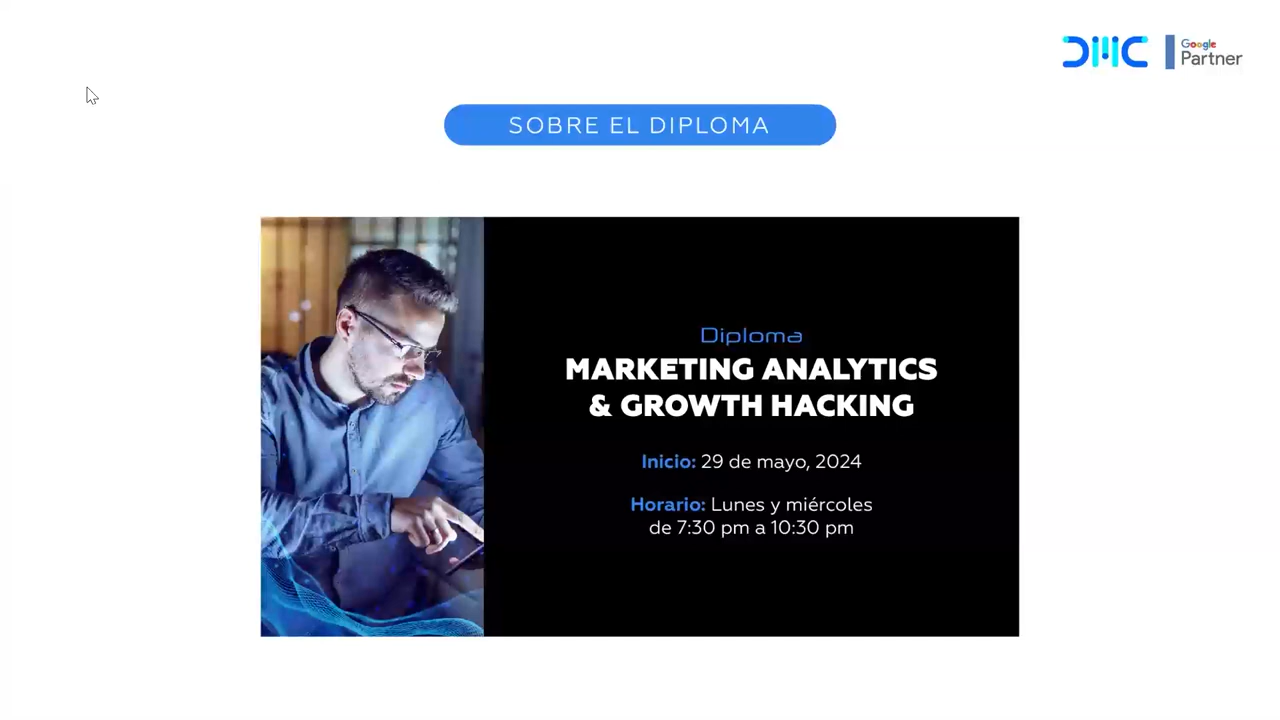 DMC
Google
Partner
SOBRE EL DIPLOMA
Diploma
MARKETING ANALYTICS
& GROWTH HACKING
Inicio: 29 de mayo, 2024
Horario: Lunes y miércoles
de 7:30 pm a 10:30 pm